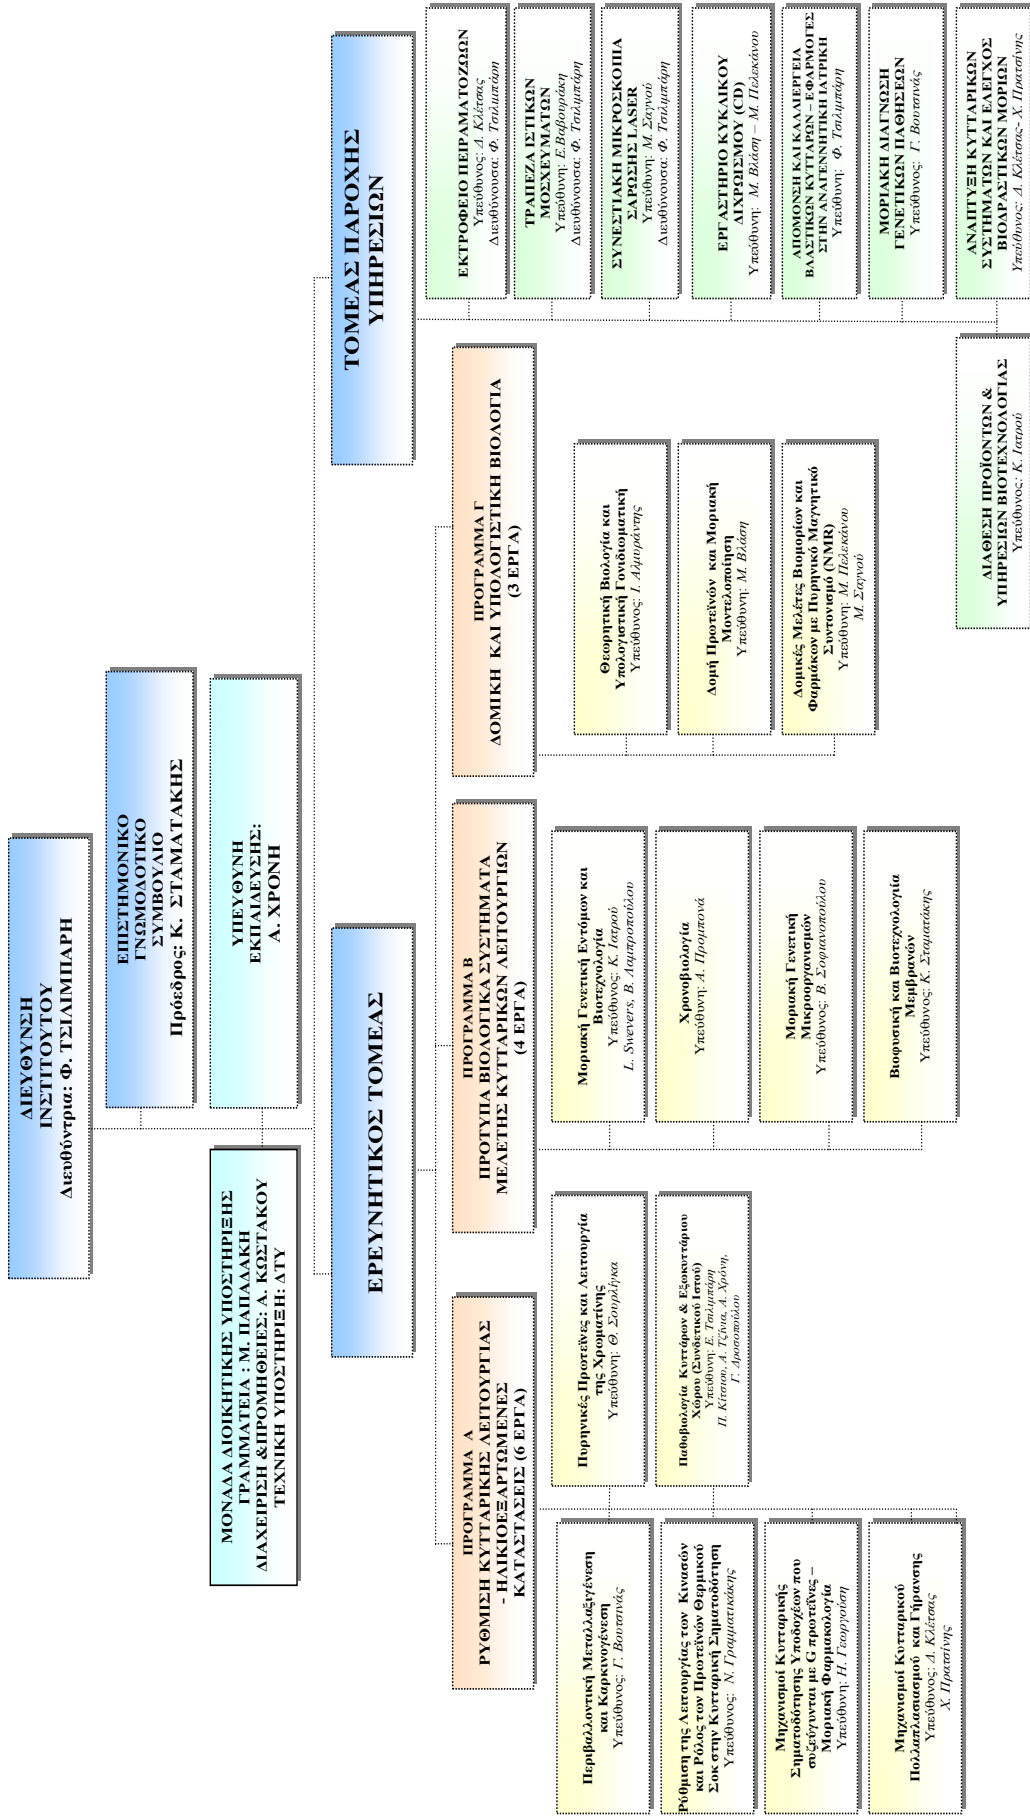 ΔΙΕΥΘΥΝΣΗ
ΙΝΣΤΙΤΟΥΤΟΥ
Διευθύντρια: Φ. ΤΣΙΛΙΜΠΑΡΗ
ΕΠΙΣΤΗΜΟΝΙΚΟ
ΓΝΩΜΟΔΟΤΙΚΟ
ΣΥΜΒΟΥΛΙΟ
Πρόεδρος: Κ. ΣΤΑΜΑΤΑΚΗΣ
ΜΟΝΑΔΑ ΔΙΟΙΚΗΤΙΚΗΣ ΥΠΟΣΤΗΡΙΞΗΣ
ΓΡΑΜΜΑΤΕΙΑ : Μ. ΠΑΠΑΔΑΚΗ
ΔΙΑΧΕΙΡΙΣΗ &ΠΡΟΜΗΘΕΙΕΣ: Α. ΚΩΣΤΑΚΟΥ
ΤΕΧΝΙΚΗ ΥΠΟΣΤΗΡΙΞΗ: ΔΤΥ
ΥΠΕΥΘΥΝΗ
ΕΚΠΑΙΔΕΥΣΗΣ:
Α. ΧΡΟΝΗ
ΕΡΕΥΝΗΤΙΚΟΣ ΤΟΜΕΑΣ
ΤΟΜΕΑΣ ΠΑΡΟΧΗΣ
ΥΠΗΡΕΣΙΩΝ
ΠΡΟΓΡΑΜΜΑ Α
ΡΥΘΜΙΣΗ ΚΥΤΤΑΡΙΚΗΣ ΛΕΙΤΟΥΡΓΙΑΣ
- ΗΛΙΚΙΟΕΞΑΡΤΩΜΕΝΕΣ
ΚΑΤΑΣΤΑΣΕΙΣ (6 ΕΡΓΑ)
Περιβαλλοντική Μεταλλαξιγένεση
και Καρκινογένεση
Υπεύθυνος: Γ. Βουτσινάς
Ρύθμιση της Λειτουργίας των Κινασών
και Ρόλος των Πρωτεϊνών Θερμικού
Σοκ στην Κυτταρική Σηματοδότηση
Υπεύθυνος: Ν. Γραμματικάκης
Μηχανισμοί Κυτταρικής
Σηματοδότησης Υποδοχέων που
συζεύγνυνται με G πρωτεΐνες –
Μοριακή Φαρμακολογία
Υπεύθυνη: Η. Γεωργούση
Μηχανισμοί Κυτταρικού
Πολλαπλασιασμού και Γήρανσης
Υπεύθυνος: Δ. Κλέτσας
Χ. Πρατσίνης
Πυρηνικές Πρωτεΐνες και Λειτουργία
της Χρωματίνης
Υπεύθυνη: Θ. Σουρλίγκα
Παθοβιολογία Κυττάρων & Εξωκυττάριου
Χώρου (Συνδετικού Ιστού)
Υπεύθυνη: Ε. Τσιλιμπάρη
Π. Κίτσιου, Α. Τζίνια, Α. Χρόνη,
Γ. Δροσοπούλου
ΠΡΟΓΡΑΜΜΑ Β
ΠΡΟΤΥΠΑ ΒΙΟΛΟΓΙΚΑ ΣΥΣΤΗΜΑΤΑ
ΜΕΛΕΤΗΣ ΚΥΤΤΑΡΙΚΩΝ ΛΕΙΤΟΥΡΓΙΩΝ
(4 ΕΡΓΑ)
Μοριακή Γενετική Εντόμων και
Βιοτεχνολογία
Υπεύθυνος: Κ. Ιατρού
L. Swevers, Β. Λαμπροπούλου
Χρονοβιολογία
Υπεύθυνη: Α. Προμπονά
Μοριακή Γενετική
Μικροοργανισμών
Υπεύθυνος: Β. Σοφιανοπούλου
Βιοφυσική και Βιοτεχνολογία
Μεμβρανών
Υπεύθυνος: Κ. Σταματάκης
ΠΡΟΓΡΑΜΜΑ Γ
ΔΟΜΙΚΗ ΚΑΙ ΥΠΟΛΟΓΙΣΤΙΚΗ ΒΙΟΛΟΓΙΑ
(3 ΕΡΓΑ)
Θεωρητική Βιολογία και
Υπολογιστική Γονιδιωματική
Υπεύθυνος: Ι. Αλμυράντης
Δομή Πρωτεϊνών και Μοριακή
Μοντελοποίηση
Υπεύθυνη: Μ. Βλάση
Δομικές Μελέτες Βιομορίων και
Φαρμάκων με Πυρηνικό Μαγνητικό
Συντονισμό (NMR)
Υπεύθυνη: Μ. Πελεκάνου
Μ. Σαγνού
ΕΚΤΡΟΦΕΙΟ ΠΕΙΡΑΜΑΤΟΖΩΩΝ
Υπεύθυνος: Δ. Κλέτσας
Διευθύνουσα: Φ. Τσιλιμπάρη
ΤΡΑΠΕΖΑ ΙΣΤΙΚΩΝ
ΜΟΣΧΕΥΜΑΤΩΝ
Υπεύθυνη: Ε.Βαβουράκη
Διευθύνουσα: Φ. Τσιλιμπάρη
ΣΥΝΕΣΤΙΑΚΗ ΜΙΚΡΟΣΚΟΠΙΑ
ΣΑΡΩΣΗΣ LASER
Υπεύθυνη: Μ. Σαγνού
Διευθύνουσα: Φ. Τσιλιμπάρη
ΕΡΓΑΣΤΗΡΙΟ ΚΥΚΛΙΚΟΥ
ΔΙΧΡΩΙΣΜΟΥ (CD)
Υπεύθυνη: Μ. Βλάση – Μ. Πελεκάνου
ΑΠΟΜΟΝΩΣΗ ΚΑΙ ΚΑΛΛΙΕΡΓΕΙΑ
ΒΛΑΣΤΙΚΩΝ ΚΥΤΤΑΡΩΝ – ΕΦΑΡΜΟΓΕΣ
ΣΤΗΝ ΑΝΑΓΕΝΝΗΤΙΚΗ ΙΑΤΡΙΚΗ
Υπεύθυνη: Φ. Τσιλιμπάρη
ΜΟΡΙΑΚΗ ΔΙΑΓΝΩΣΗ
ΓΕΝΕΤΙΚΩΝ ΠΑΘΗΣΕΩΝ
Υπεύθυνος: Γ. Βουτσινάς
ΑΝΑΠΤΥΞΗ ΚΥΤΤΑΡΙΚΩΝ
ΣΥΣΤΗΜΑΤΩΝ ΚΑΙ ΕΛΕΓΧΟΣ
ΒΙΟΔΡΑΣΤΙΚΩΝ ΜΟΡΙΩΝ
Υπεύθυνος: Δ. Κλέτσας- Χ. Πρατσίνης
ΔΙΑΘΕΣΗ ΠΡΟΪΟΝΤΩΝ &
ΥΠΗΡΕΣΙΩΝ ΒΙΟΤΕΧΝΟΛΟΓΙΑΣ
Υπεύθυνος: Κ. Ιατρού